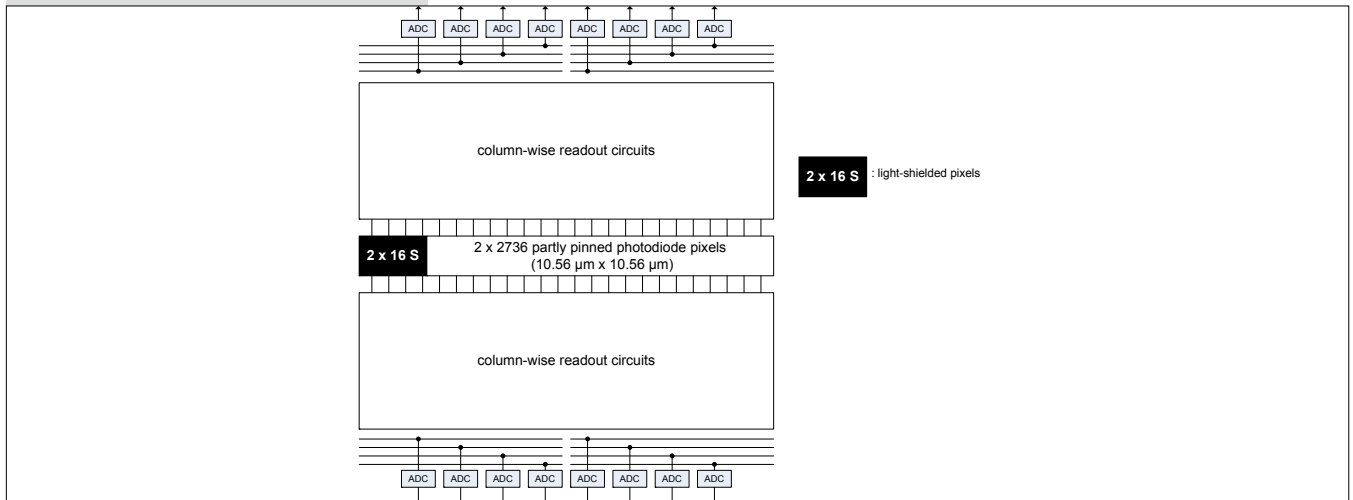 ADC ADC ADC ADC ADC ADC ADC ADC
column-wise readout circuits
2 x 16 S : light-shielded pixels
2 x 16 S 2 x 2736 partly pinned photodiode pixels
(10.56 µm x 10.56 µm)
column-wise readout circuits
ADC ADC ADC ADC ADC ADC ADC ADC